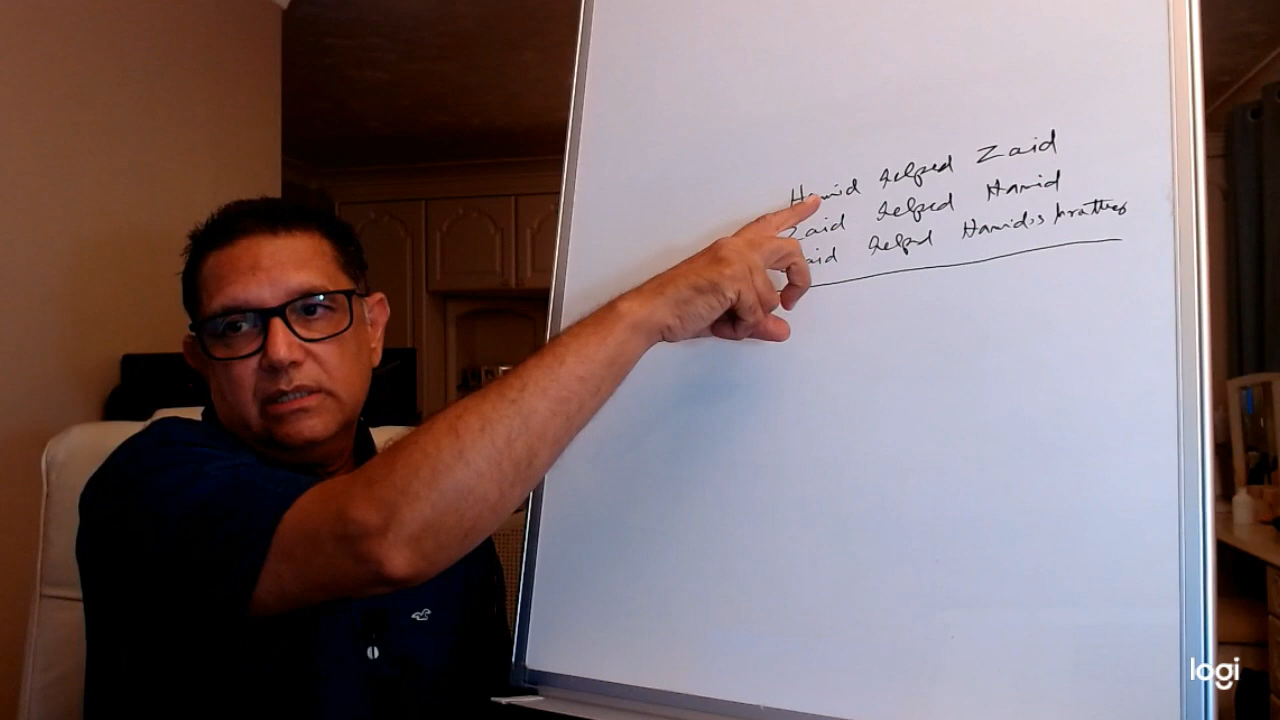 Hamid helped Zaid
Zaid helped Hamid
Zaid helped Hamid's brother
logi